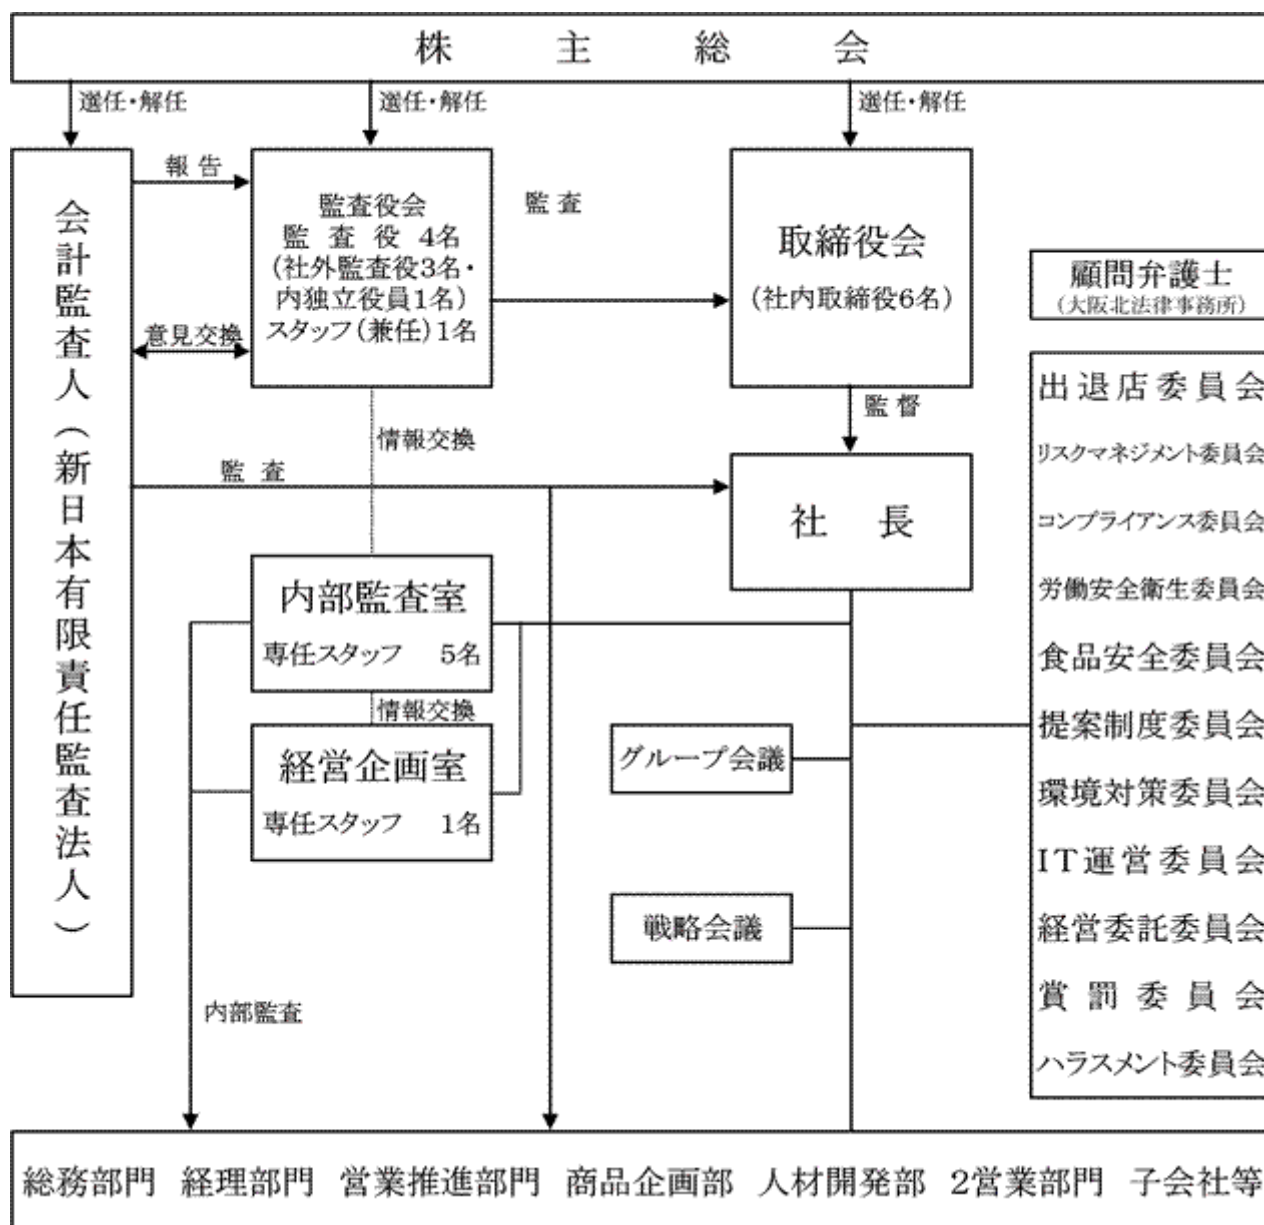 株主総会
選任・解任
選任・解任
選任・解任
会計監査人(新日本有限責任監査法人)
報告
意見交換
監査役会
監査役 4名
(社外監査役3名・
内独立役員1名)
スタッフ(兼任)1名
監査
取締役会
(社内取締役6名)
監督
顧問弁護士
(大阪北法律事務所)
情報交換
監査
社長
内部監査室
専任スタッフ 5名
情報交換
経営企画室
専任スタッフ 1名
グループ会議
戦略会議
内部監査
出退店委員会
リスクマネジメント委員会
コンプライアンス委員会
労働安全衛生委員会
食品安全委員会
提案制度委員会
環境対策委員会
IT運営委員会
経営委託委員会
賞罰委員会
ハラスメント委員会
総務部門 経理部門 営業推進部門 商品企画部 人材開発部 2営業部門 子会社等